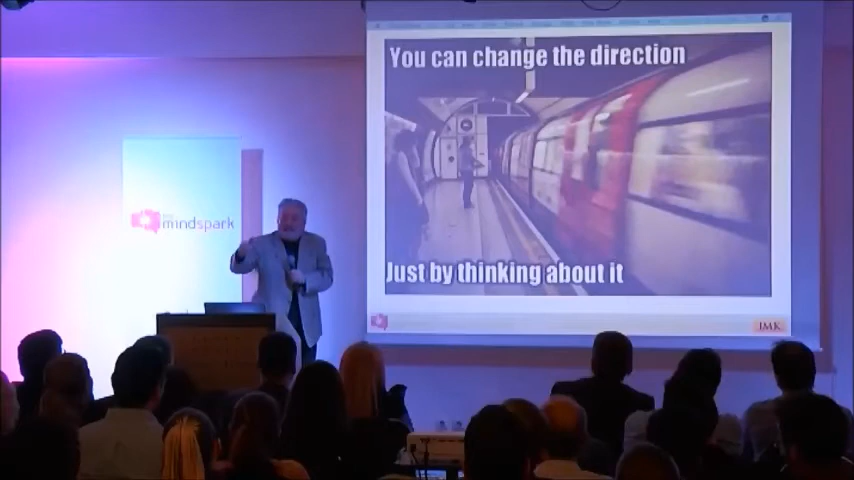 You can change the direction
mindspark
Just by thinking about it
JMK